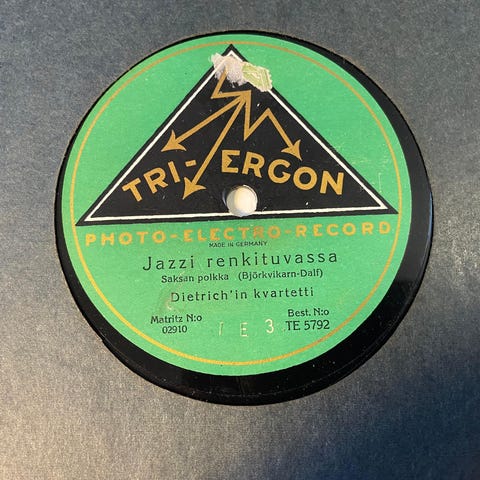 TRI-ERGON
PHOTO-ELECTRO-RECORD
MADE IN GERMANY
Jazzi renkituvassa
Saksan polkka (Björkvikarn-Dalf)
Dietrich'in kvartetti
Matritz N:o Best. N:o
02910 TE 3 TE 5792